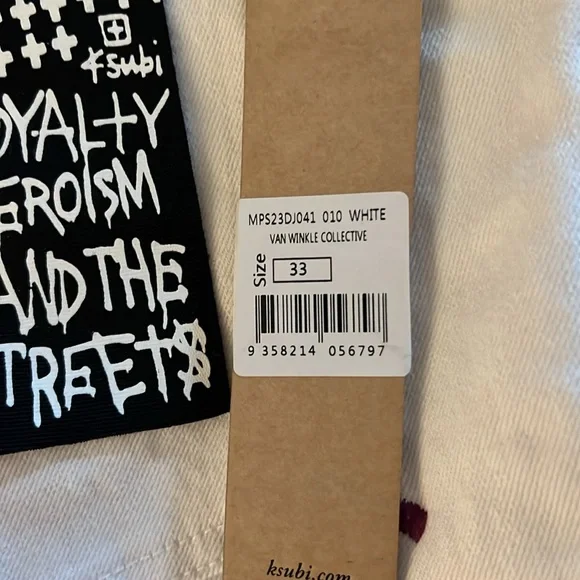 ksubi
OYALTY
EROISM
AND THE
TREET$
MPS23DJ041 010 WHITE
VAN WINKLE COLLECTIVE
Size
33
9 358214 056797
ksubi.com